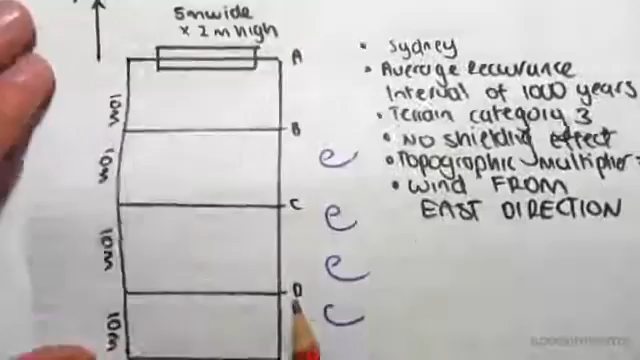 5m wide
x 2m high
A
10m
B
10m
C
10m
D
10m
• Sydney
• Average recurance
Interval of 1000 years
• Terrain category 3
• No shielding effect
• Topographic multiplier =
• Wind FROM
EAST DIRECTION